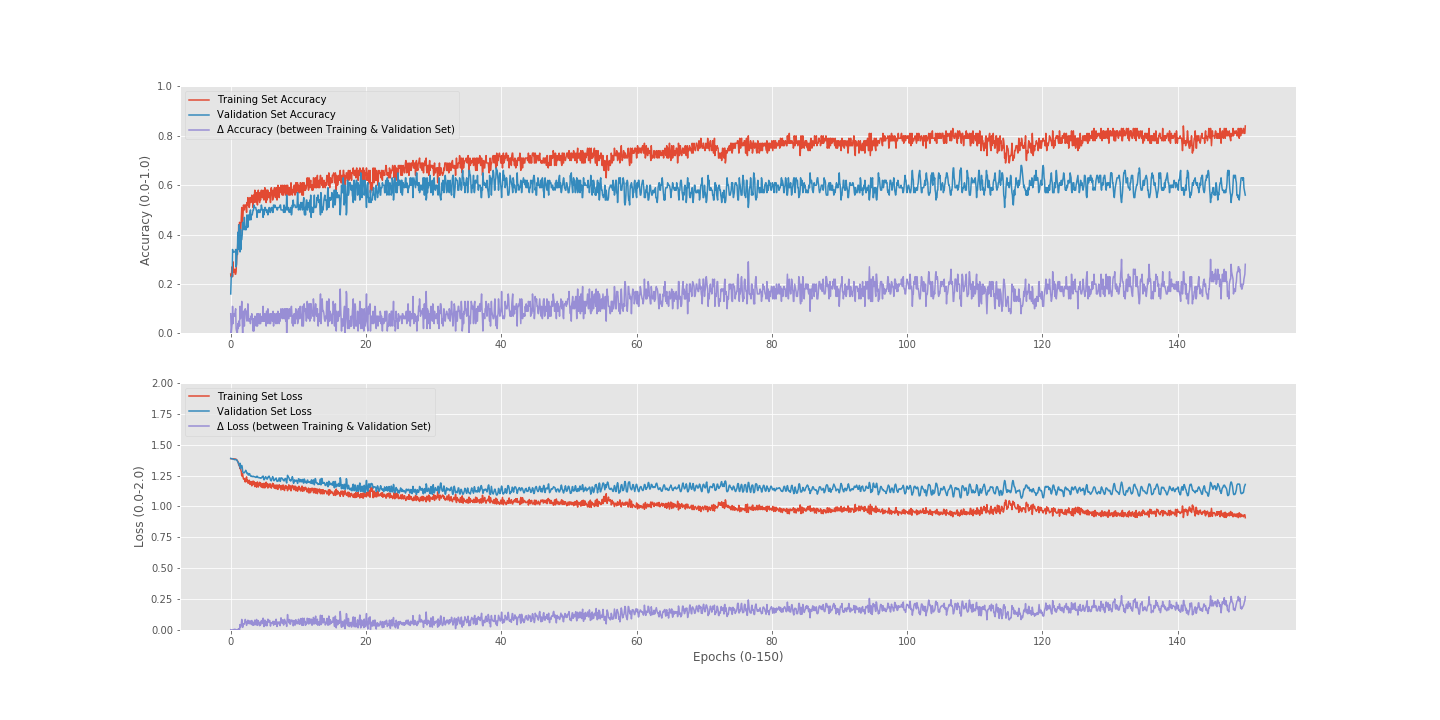 1.0
0.8
0.6
0.4
0.2
0.0
Accuracy (0.0-1.0)
Training Set Accuracy
Validation Set Accuracy
Δ Accuracy (between Training & Validation Set)
0 20 40 60 80 100 120 140
2.00
1.75
1.50
1.25
1.00
0.75
0.50
0.25
0.00
Loss (0.0-2.0)
Training Set Loss
Validation Set Loss
Δ Loss (between Training & Validation Set)
0 20 40 60 80 100 120 140
Epochs (0-150)